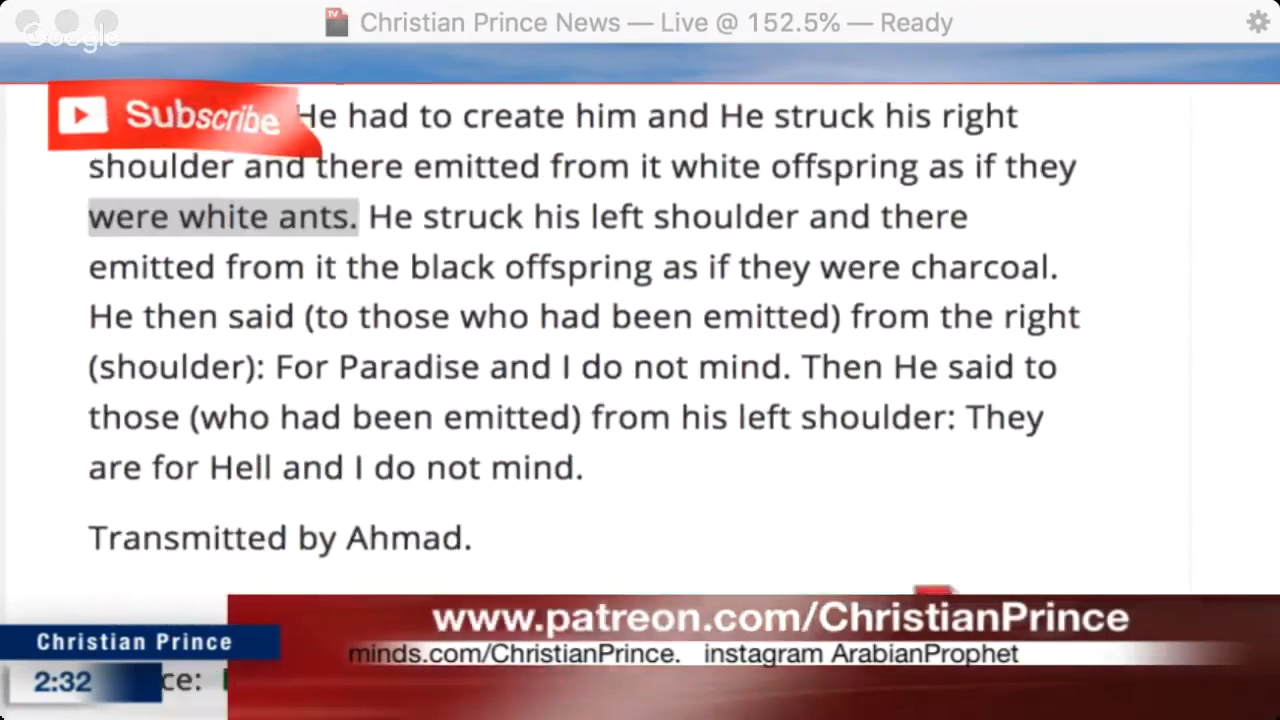 Christian Prince News — Live @ 152.5% — Ready
Google
Subscribe
He had to create him and He struck his right
shoulder and there emitted from it white offspring as if they
were white ants. He struck his left shoulder and there
emitted from it the black offspring as if they were charcoal.
He then said (to those who had been emitted) from the right
(shoulder): For Paradise and I do not mind. Then He said to
those (who had been emitted) from his left shoulder: They
are for Hell and I do not mind.
Transmitted by Ahmad.
www.patreon.com/ChristianPrince
Christian Prince
minds.com/ChristianPrince. instagram ArabianProphet
2:32
ce: